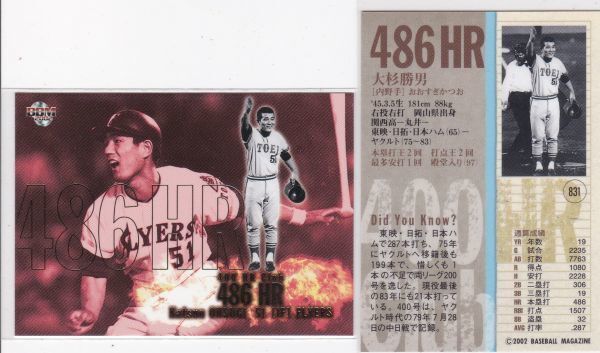 BBM
486 HR
LYERS
51
TOEI
51
400 HR Club
486 HR
Katsuo OHSUGI 51 1B/1 FLYERS
486HR
大杉勝男
[内野手] おおすぎかつお
'45.3.5生 181cm 88kg
右投右打 岡山県出身
関西高―丸井―
東映・日拓・日本ハム(65)―
ヤクルト(75~83)
本塁打王2回 打点王2回
最多安打1回 殿堂入り('97)
Did You Know?
東映・日拓・日本ハ
ムで287本打ち、75年
にヤクルトへ移籍後も
199本で、惜しくも1
本の不足で両リーグ200
号を逸した。現役最後
の83年にも21本打って
いる。400号は、ヤク
ルト時代の79年7月28
日の中日戦で記録。
TOEI
51
831
通算成績
YR 年数 19
G 試合 2235
AB 打数 7763
R 得点 1080
H 安打 2228
2B 二塁打 306
3B 三塁打 19
HR 本塁打 486
RBI 打点 1507
SB 盗塁 32
AVG 打率 .287
©2002 BASEBALL MAGAZINE